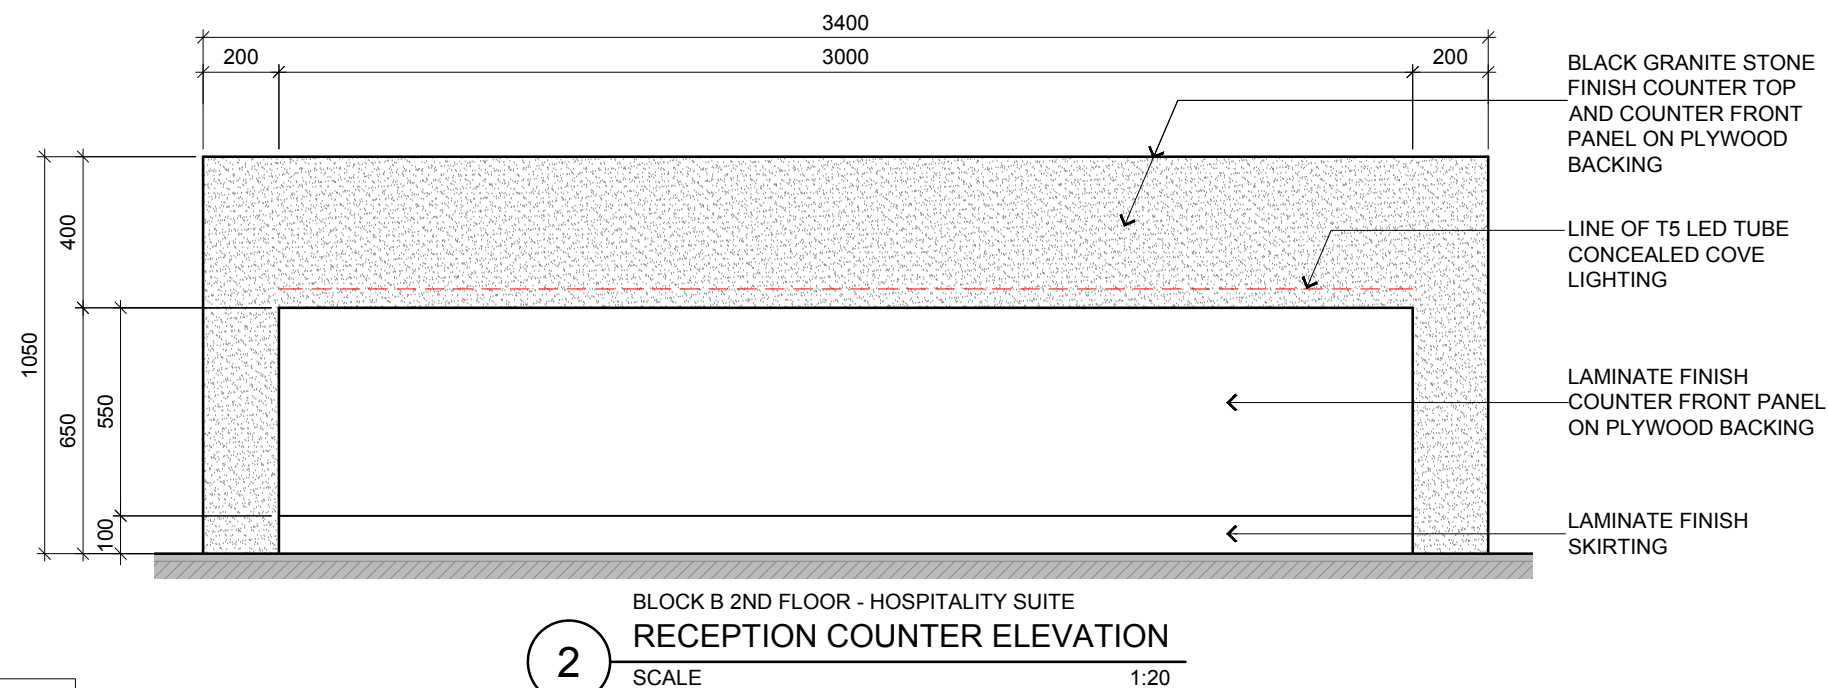 3400
200
3000
200
BLACK GRANITE STONE
FINISH COUNTER TOP
AND COUNTER FRONT
PANEL ON PLYWOOD
BACKING
400
LINE OF T5 LED TUBE
CONCEALED COVE
LIGHTING
1050
650
550
LAMINATE FINISH
COUNTER FRONT PANEL
ON PLYWOOD BACKING
100
LAMINATE FINISH
SKIRTING
BLOCK B 2ND FLOOR - HOSPITALITY SUITE
2
RECEPTION COUNTER ELEVATION
SCALE 1:20